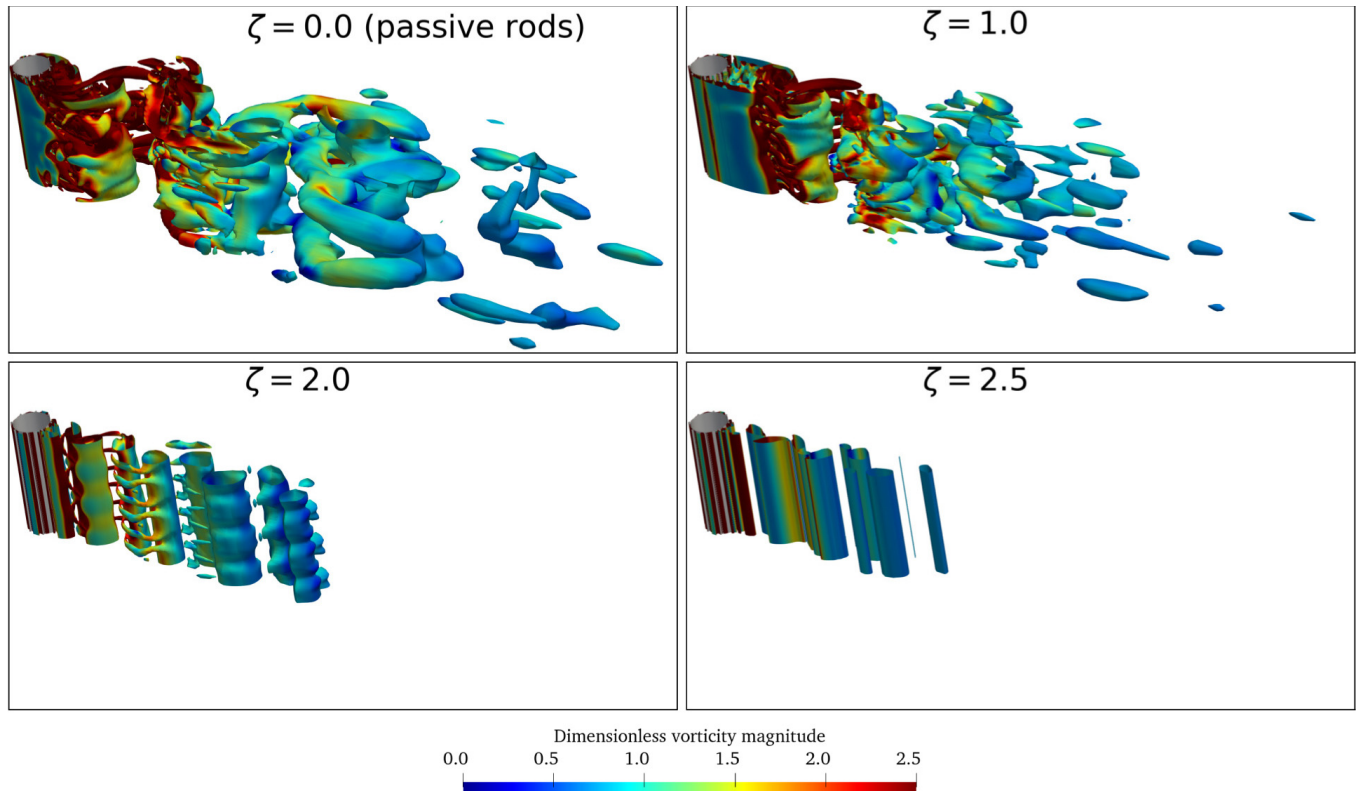 ζ = 0.0 (passive rods)
ζ = 1.0
ζ = 2.0
ζ = 2.5
Dimensionless vorticity magnitude
0.0 0.5 1.0 1.5 2.0 2.5